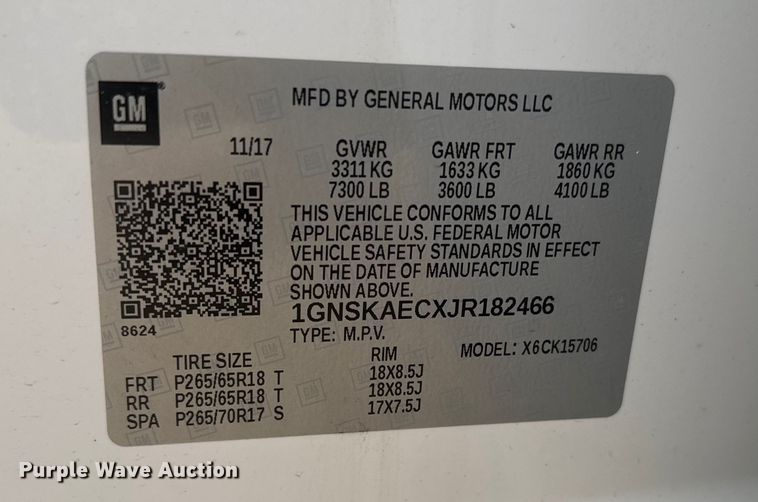 GM
MFD BY GENERAL MOTORS LLC
11/17 GVWR GAWR FRT GAWR RR
3311 KG 1633 KG 1860 KG
7300 LB 3600 LB 4100 LB
THIS VEHICLE CONFORMS TO ALL
APPLICABLE U.S. FEDERAL MOTOR
VEHICLE SAFETY STANDARDS IN EFFECT
ON THE DATE OF MANUFACTURE
SHOWN ABOVE.
1GNSKAECXJR182466
8624
TYPE: M.P.V.
MODEL: X6CK15706
TIRE SIZE RIM
FRT P265/65R18 T 18X8.5J
RR P265/65R18 T 18X8.5J
SPA P265/70R17 S 17X7.5J
Purple Wave Auction